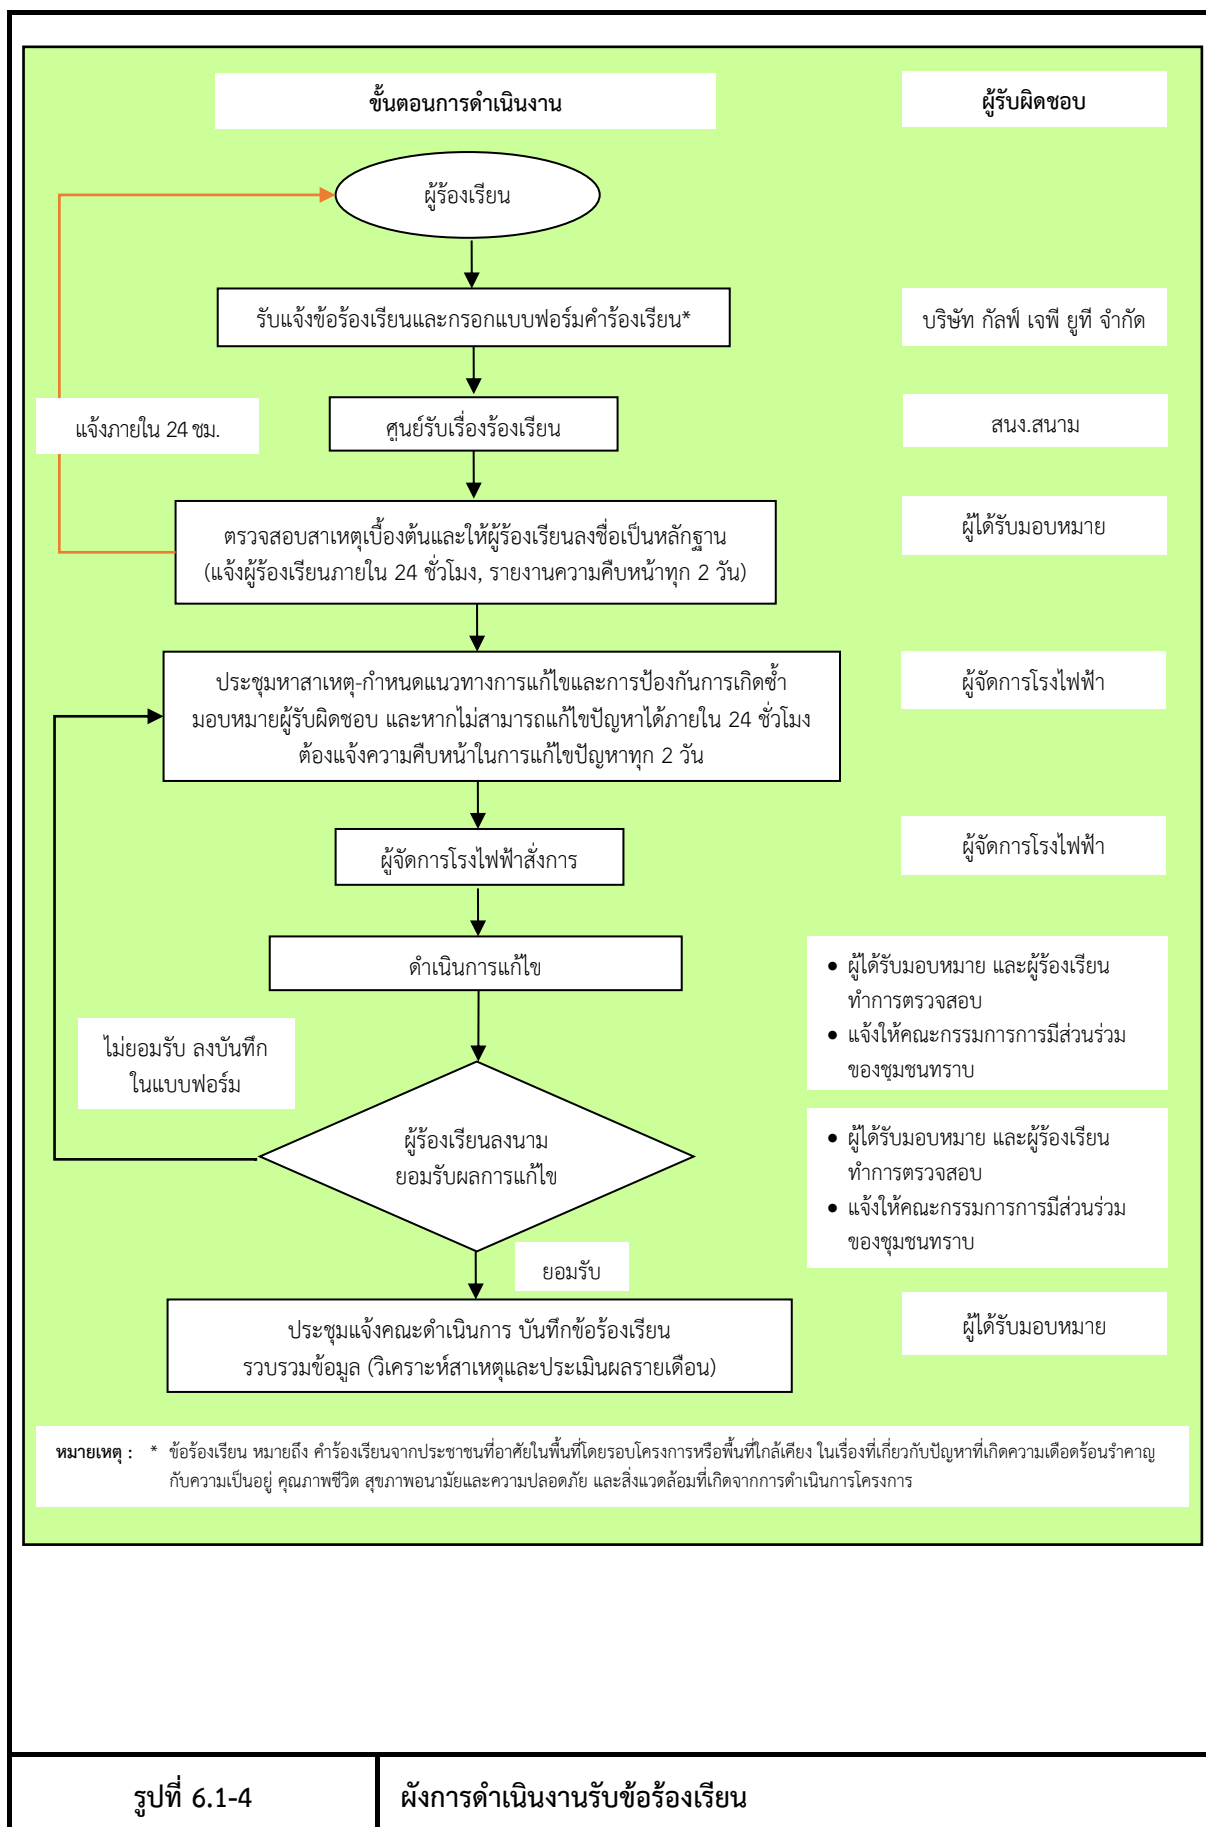 ขั้นตอนการดำเนินงาน
ผู้รับผิดชอบ
ผู้ร้องเรียน
รับแจ้งข้อร้องเรียนและกรอกแบบฟอร์มคำร้องเรียน*
บริษัท กัลฟ์ เจพี ยูที จำกัด
แจ้งภายใน 24 ชม.
ศูนย์รับเรื่องร้องเรียน
สนง.สนาม
ตรวจสอบสาเหตุเบื้องต้นและให้ผู้ร้องเรียนลงชื่อเป็นหลักฐาน
(แจ้งผู้ร้องเรียนภายใน 24 ชั่วโมง, รายงานความคืบหน้าทุก 2 วัน)
ผู้ได้รับมอบหมาย
ประชุมหาสาเหตุ-กำหนดแนวทางการแก้ไขและการป้องกันการเกิดซ้ำ
มอบหมายผู้รับผิดชอบ และหากไม่สามารถแก้ไขปัญหาได้ภายใน 24 ชั่วโมง
ต้องแจ้งความคืบหน้าในการแก้ไขปัญหาทุก 2 วัน
ผู้จัดการโรงไฟฟ้า
ผู้จัดการโรงไฟฟ้าสั่งการ
ผู้จัดการโรงไฟฟ้า
ดำเนินการแก้ไข
• ผู้ได้รับมอบหมาย และผู้ร้องเรียน
ทำการตรวจสอบ
• แจ้งให้คณะกรรมการการมีส่วนร่วม
ของชุมชนทราบ
ไม่ยอมรับ ลงบันทึก
ในแบบฟอร์ม
ผู้ร้องเรียนลงนาม
ยอมรับผลการแก้ไข
• ผู้ได้รับมอบหมาย และผู้ร้องเรียน
ทำการตรวจสอบ
• แจ้งให้คณะกรรมการการมีส่วนร่วม
ของชุมชนทราบ
ยอมรับ
ประชุมแจ้งคณะดำเนินการ บันทึกข้อร้องเรียน
รวบรวมข้อมูล (วิเคราะห์สาเหตุและประเมินผลรายเดือน)
ผู้ได้รับมอบหมาย
หมายเหตุ : * ข้อร้องเรียน หมายถึง คำร้องเรียนจากประชาชนที่อาศัยในพื้นที่โดยรอบโครงการหรือพื้นที่ใกล้เคียง ในเรื่องที่เกี่ยวกับปัญหาที่เกิดความเดือดร้อนรำคาญ
กับความเป็นอยู่ คุณภาพชีวิต สุขภาพอนามัยและความปลอดภัย และสิ่งแวดล้อมที่เกิดจากการดำเนินการโครงการ
รูปที่ 6.1-4
ผังการดำเนินงานรับข้อร้องเรียน